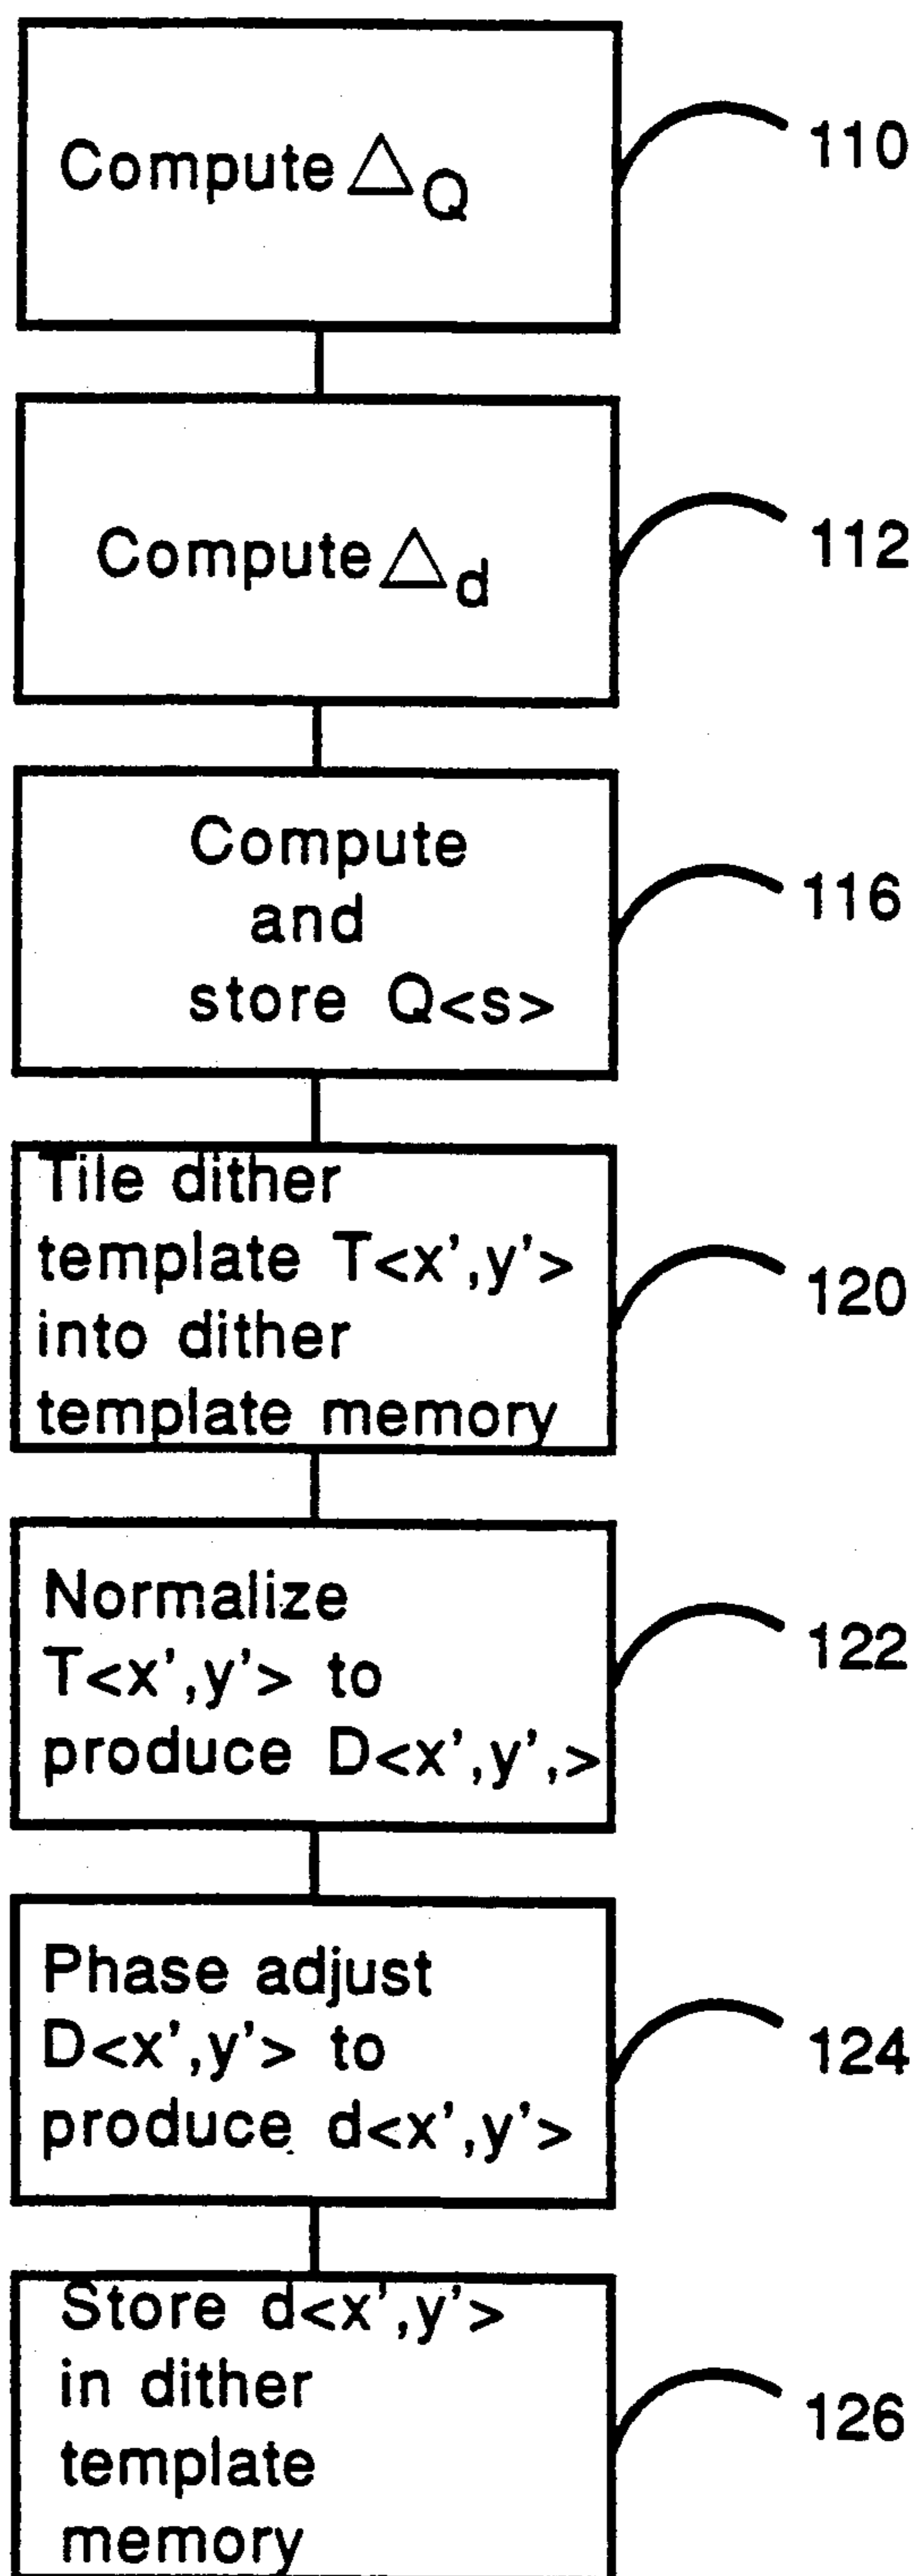 Compute △Q
110
Compute △d
112
Compute
and
store Q<s>
116
Tile dither
template T<x',y'>
into dither
template memory
120
Normalize
T<x',y'> to
produce D<x',y',>
122
Phase adjust
D<x',y'> to
produce d<x',y'>
124
Store d<x',y'>
in dither
template
memory
126